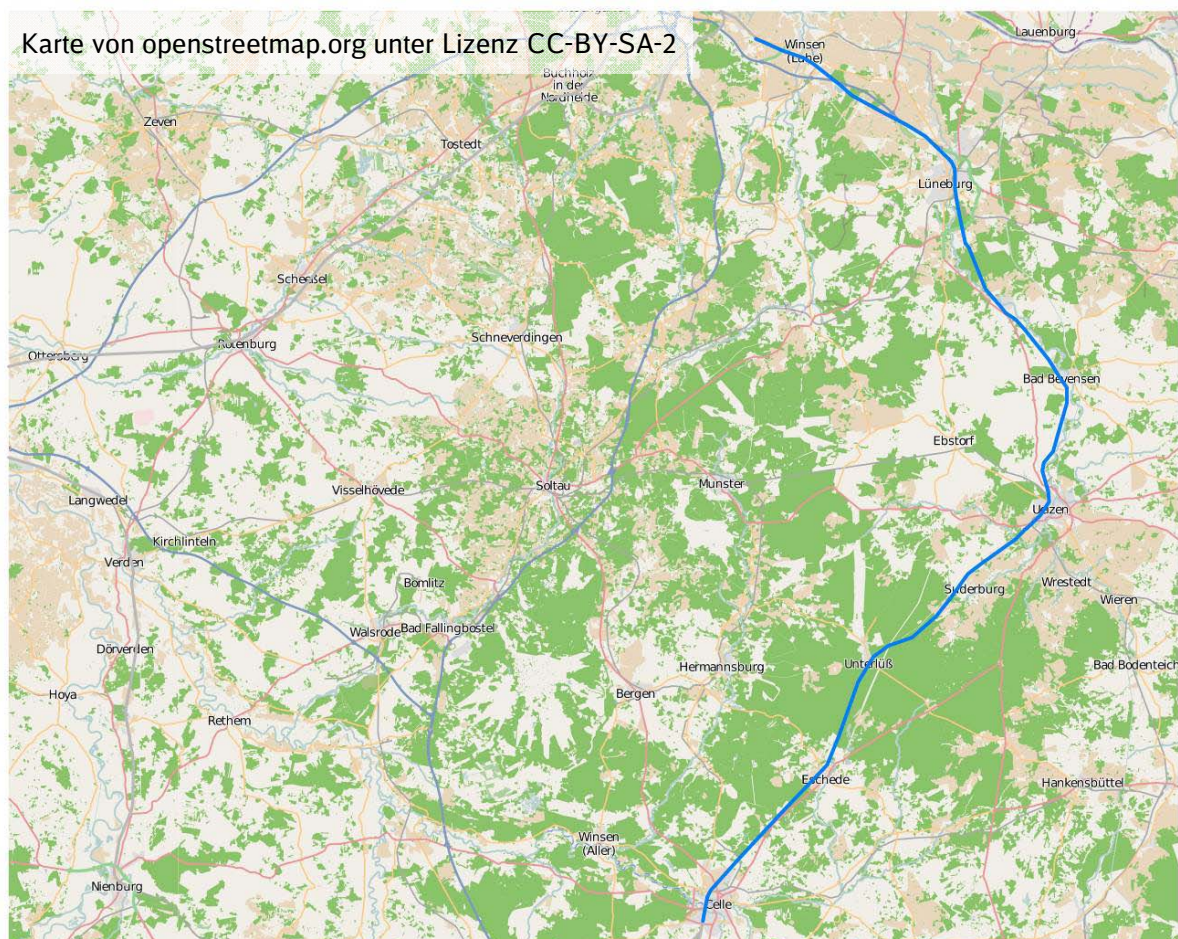 Karte von openstreetmap.org unter Lizenz CC-BY-SA-2
Lauenburg
Winsen
(Luhe)
Buchholz
in der
Nordheide
Zeven
Tostedt
Lüneburg
Scheeßel
Schneverdingen
Rotenburg
Ottersberg
Bad Bevensen
Ebstorf
Visselhövede
Soltau
Munster
Langwedel
Uelzen
Kirchlinteln
Verden
Bomlitz
Suderburg
Wrestedt
Wieren
Walsrode
Bad Fallingbostel
Dörverden
Hermannsburg
Unterlüß
Bad Bodenteich
Hoya
Bergen
Rethem
Eschede
Hankensbüttel
Winsen
(Aller)
Nienburg
Celle